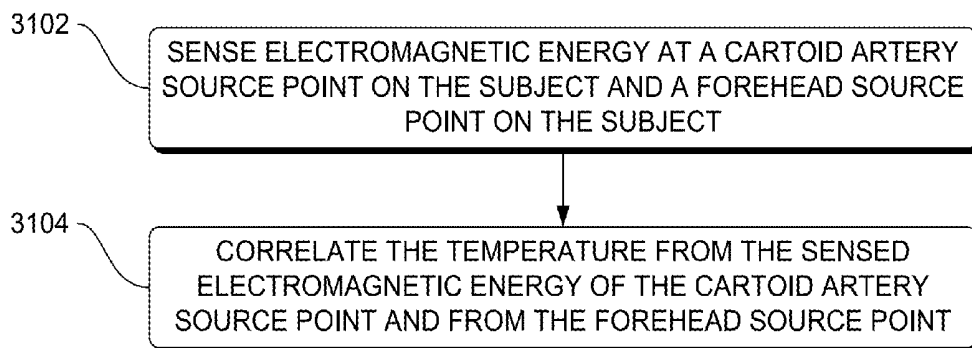 3102
SENSE ELECTROMAGNETIC ENERGY AT A CARTOID ARTERY
SOURCE POINT ON THE SUBJECT AND A FOREHEAD SOURCE
POINT ON THE SUBJECT
3104
CORRELATE THE TEMPERATURE FROM THE SENSED
ELECTROMAGNETIC ENERGY OF THE CARTOID ARTERY
SOURCE POINT AND FROM THE FOREHEAD SOURCE POINT